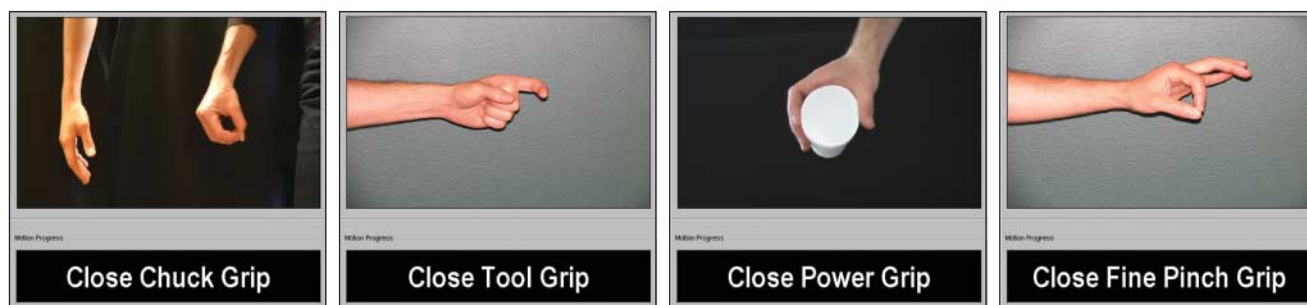 Motion Progress
Close Chuck Grip
Motion Progress
Close Tool Grip
Motion Progress
Close Power Grip
Motion Progress
Close Fine Pinch Grip